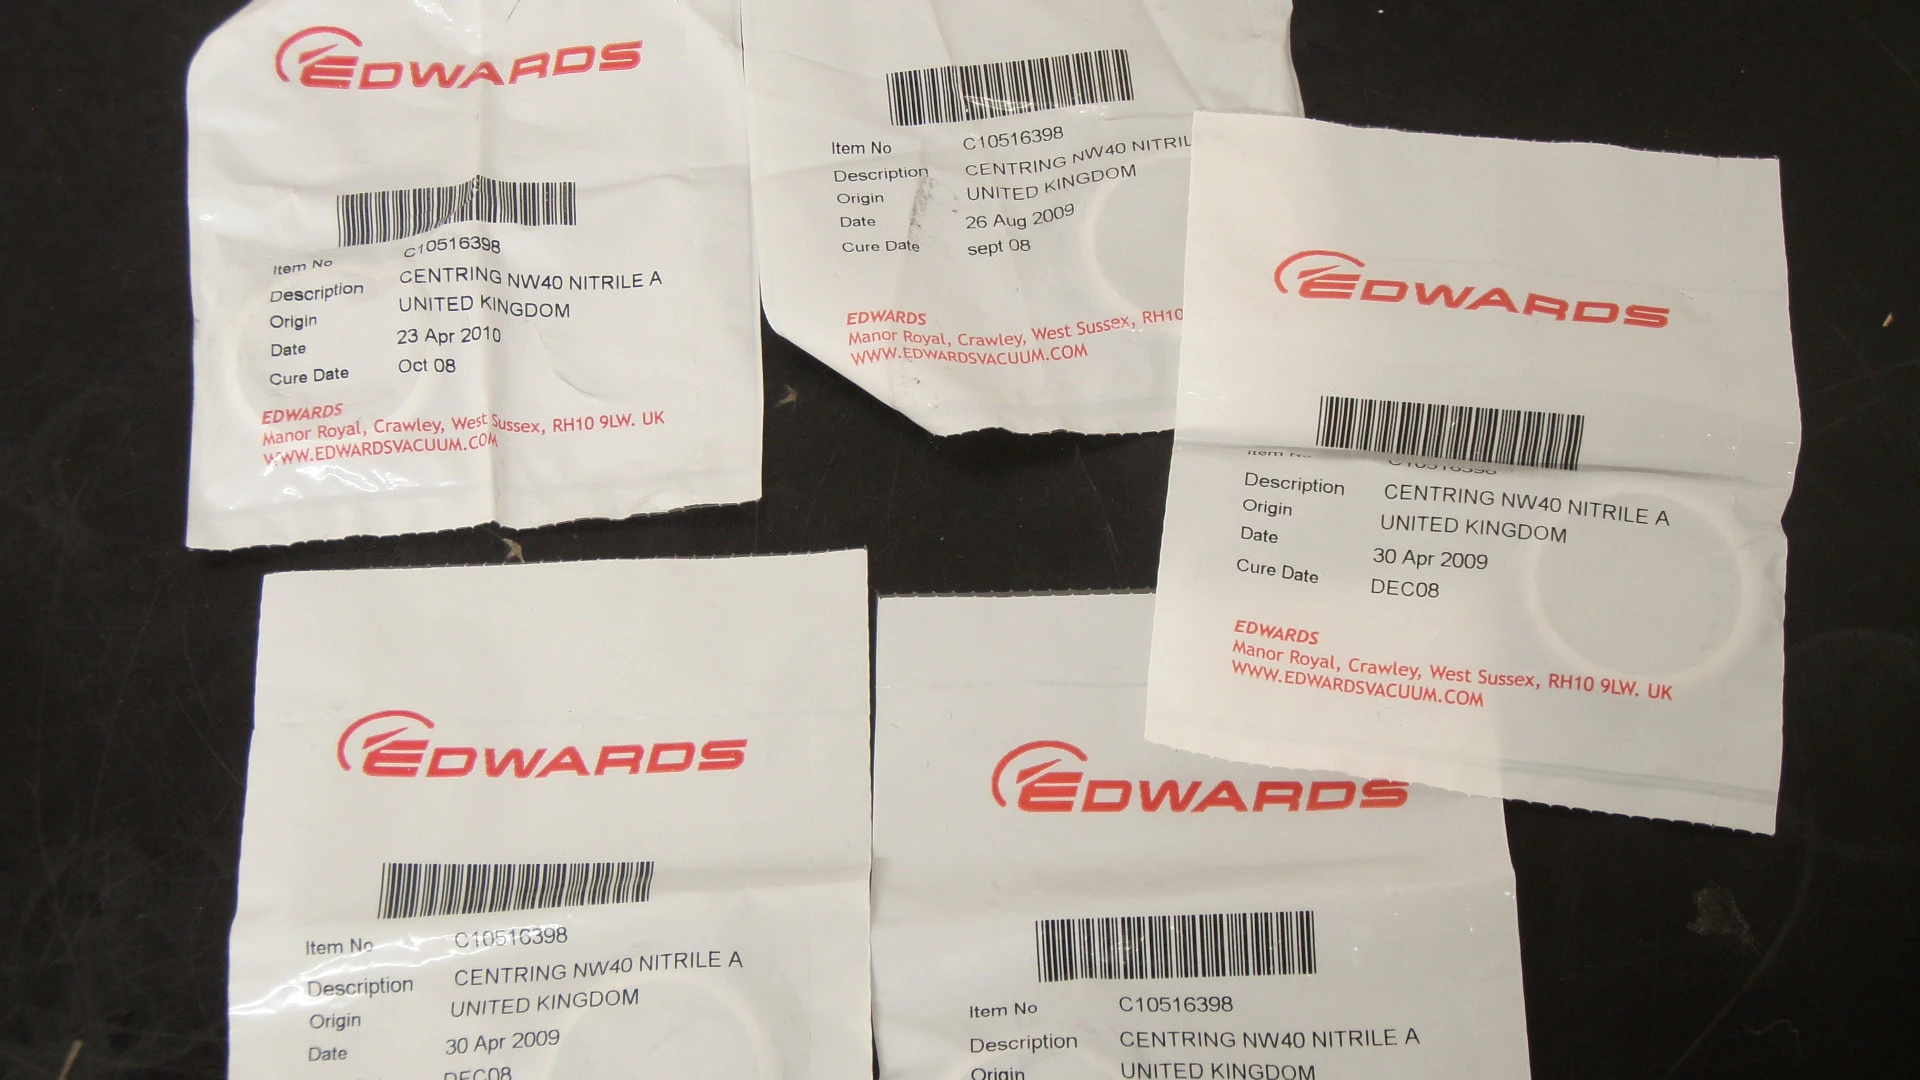 EDWARDS
Item No C10516398
Description CENTRING NW40 NITRILE A
Origin UNITED KINGDOM
Date 23 Apr 2010
Cure Date Oct 08
EDWARDS
Manor Royal, Crawley, West Sussex, RH10 9LW. UK
WWW.EDWARDSVACUUM.COM
Item No C10516398
Description CENTRING NW40 NITRIL
Origin UNITED KINGDOM
Date 26 Aug 2009
Cure Date sept 08
EDWARDS
Manor Royal, Crawley, West Sussex, RH10
WWW.EDWARDSVACUUM.COM
EDWARDS
Item No C10516398
Description CENTRING NW40 NITRILE A
Origin UNITED KINGDOM
Date 30 Apr 2009
Cure Date DEC08
EDWARDS
Manor Royal, Crawley, West Sussex, RH10 9LW. UK
WWW.EDWARDSVACUUM.COM
EDWARDS
Item No C10516398
Description CENTRING NW40 NITRILE A
Origin UNITED KINGDOM
Date 30 Apr 2009
DEC08
EDWARDS
Item No C10516398
Description CENTRING NW40 NITRILE A
Origin UNITED KINGDOM